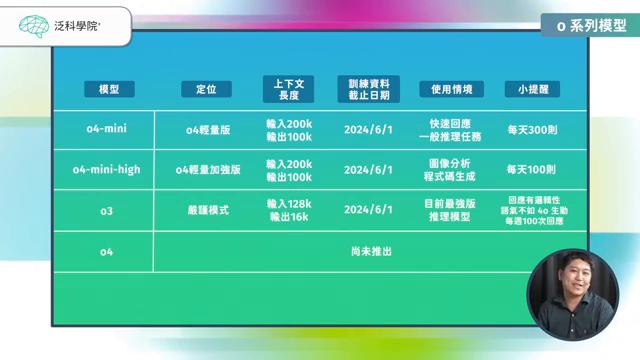 泛科學院
o 系列模型
模型 定位 上下文長度 訓練資料截止日期 使用情境 小提醒
o4-mini o4輕量版 輸入200k 輸出100k 2024/6/1 快速回應 一般推理任務 每天300則
o4-mini-high o4輕量加強版 輸入200k 輸出100k 2024/6/1 圖像分析 程式碼生成 每天100則
o3 嚴謹模式 輸入128k 輸出16k 2024/6/1 目前最強版 推理模型 回應有邏輯性 語氣不如 4o 生動 每週100次回應
o4 尚未推出